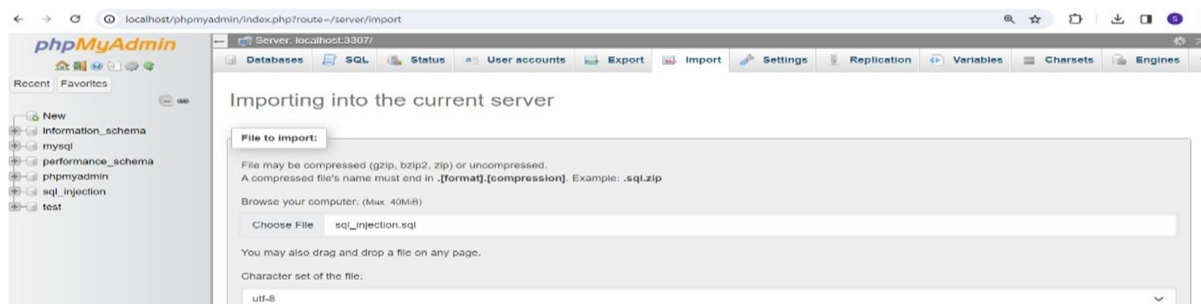 localhost/phpmyadmin/index.php?route=/server/import
phpMyAdmin
Recent Favorites
New
information_schema
mysql
performance_schema
phpmyadmin
sql_injection
test
Server: localhost:3307/
Databases SQL Status User accounts Export Import Settings Replication Variables Charsets Engines
Importing into the current server
File to import:
File may be compressed (gzip, bzip2, zip) or uncompressed.
A compressed file's name must end in .[format].[compression]. Example: .sql.zip
Browse your computer: (Max: 40MiB)
Choose File sql_injection.sql
You may also drag and drop a file on any page.
Character set of the file:
utf-8